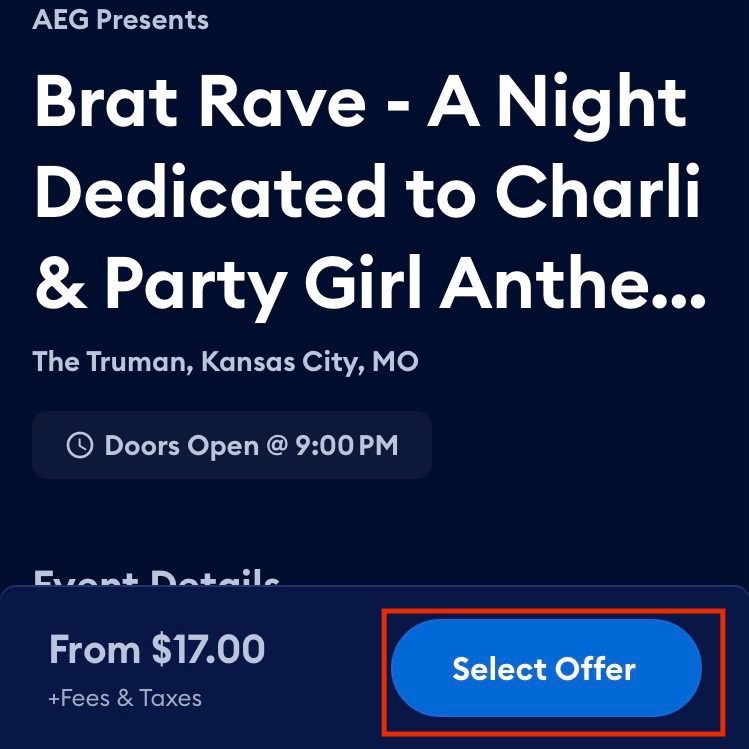 AEG Presents
Brat Rave - A Night
Dedicated to Charli
& Party Girl Anthe...
The Truman, Kansas City, MO
Doors Open @ 9:00 PM
Event Details
From $17.00
+Fees & Taxes
Select Offer